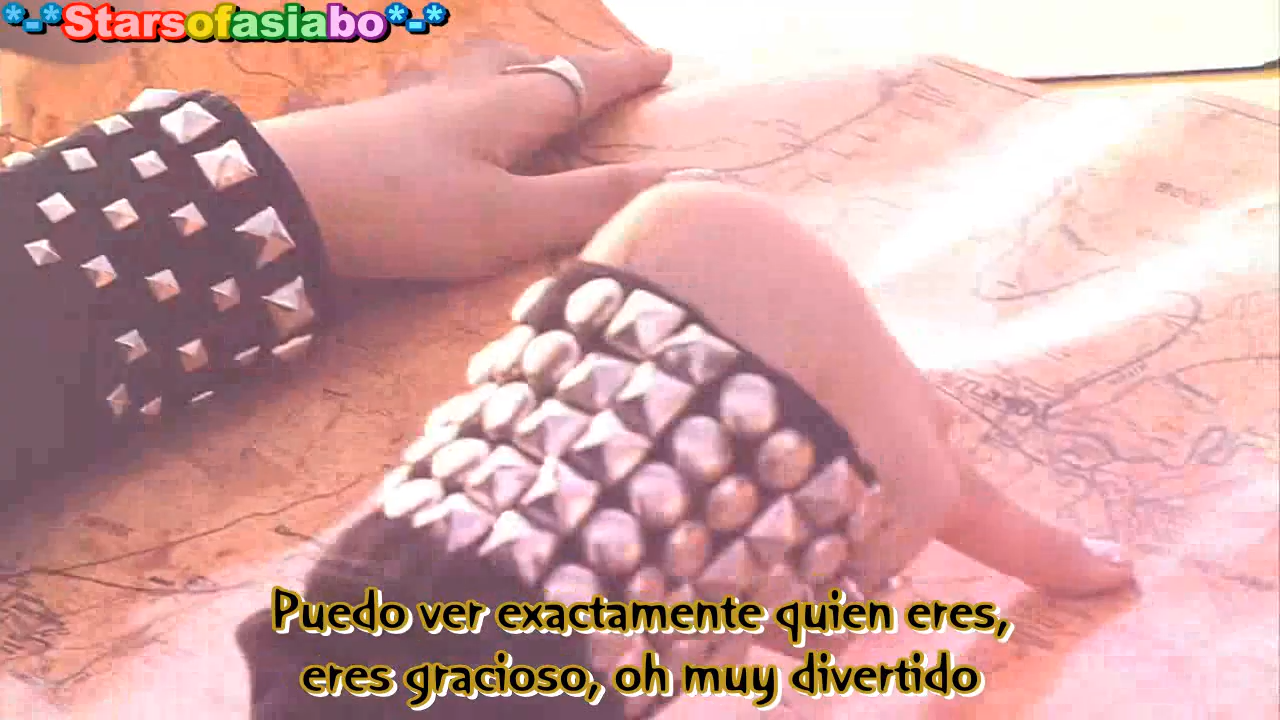 *-*Starsofasiabo*-*
Puedo ver exactamente quien eres,
eres gracioso, oh muy divertido